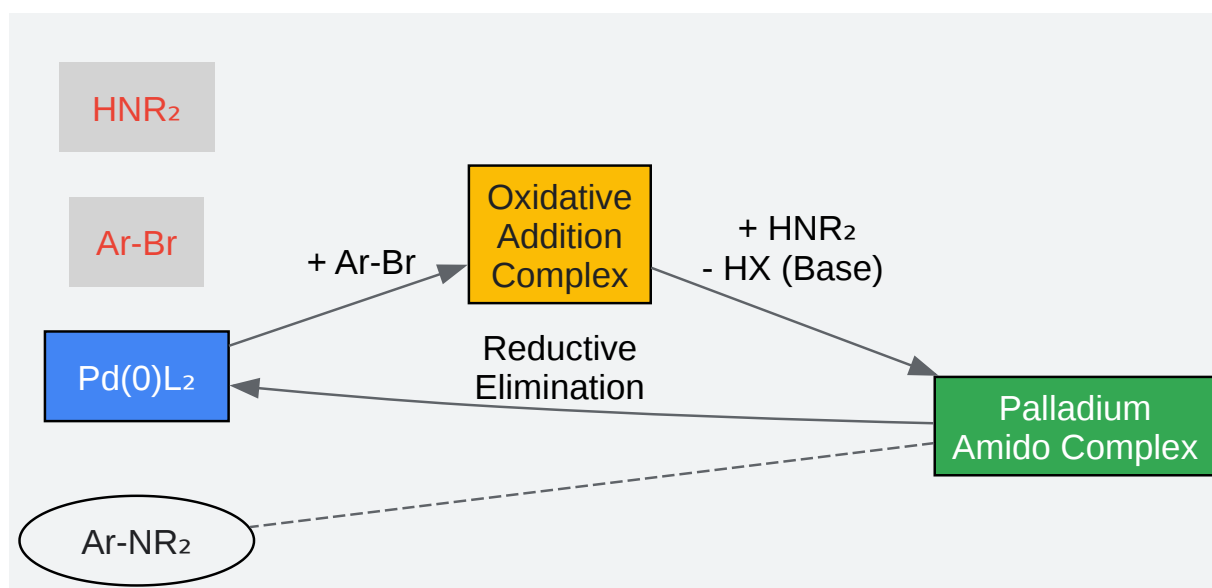 HNR₂
Ar-Br
+ Ar-Br
Oxidative
Addition
Complex
+ HNR₂
- HX (Base)
Pd(0)L₂
Reductive
Elimination
Palladium
Amido Complex
Ar-NR₂